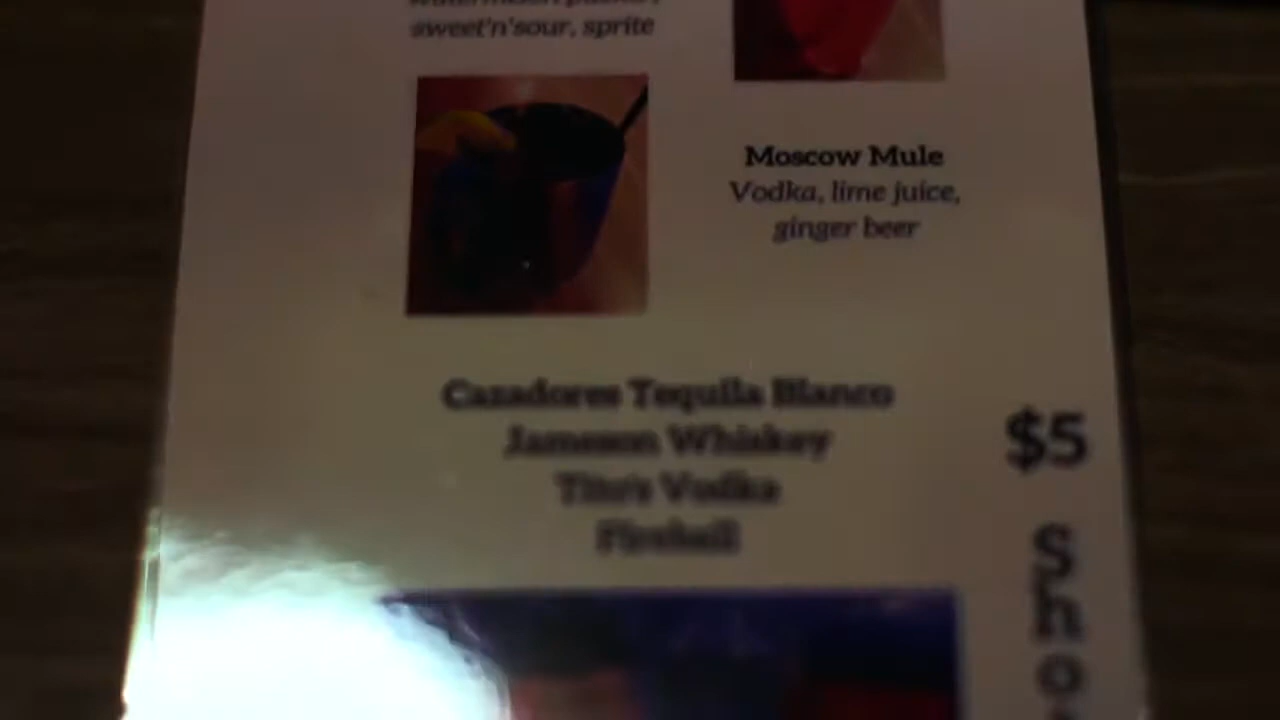 sweet'n'sour, sprite
Moscow Mule
Vodka, lime juice,
ginger beer
Cazadores Tequila Blanco
Jameson Whiskey
Tito's Vodka
Fireball
$5
S
h
o